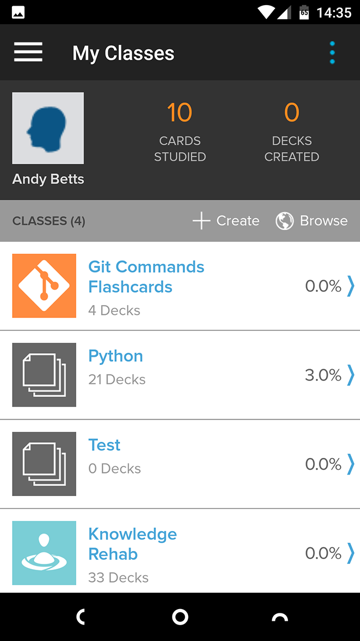 14:35
My Classes
10
0
CARDS
STUDIED
DECKS
CREATED
Andy Betts
CLASSES (4)
Create
Browse
Git Commands
Flashcards
4 Decks
0.0%
Python
21 Decks
3.0%
Test
0 Decks
0.0%
Knowledge
Rehab
33 Decks
0.0%